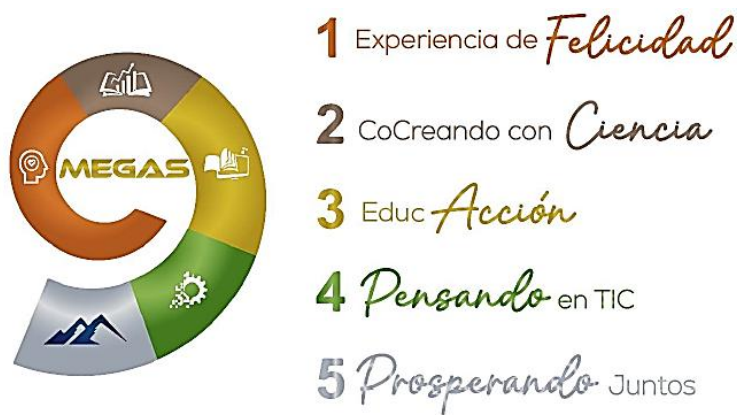 MEGAS
1 Experiencia de Felicidad
2 CoCreando con Ciencia
3 Educ Acción
4 Pensando en TIC
5 Prosperando Juntos